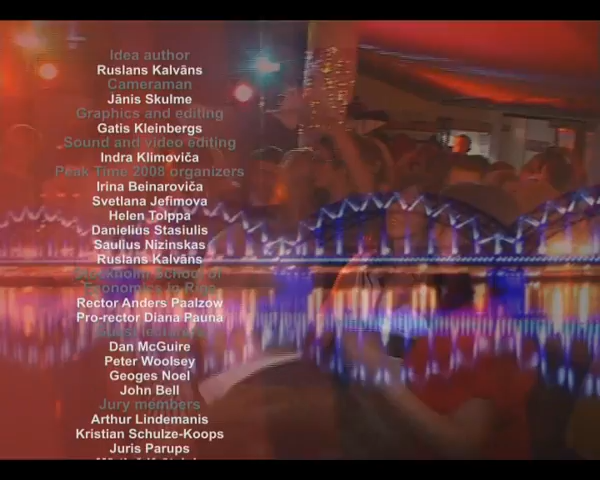 Idea author
Ruslans Kalvāns
Cameraman
Jānis Skulme
Graphics and editing
Gatis Kleinbergs
Sound and video editing
Indra Klimoviča
Peak Time 2008 organizers
Irina Beinaroviča
Svetlana Jefimova
Helen Tolppa
Danielius Stasiulis
Saulius Nizinskas
Ruslans Kalvāns
Stockholm School of
Economics in Riga
Rector Anders Paalzow
Pro-rector Diana Pauna
Dan McGuire
Peter Woolsey
Geoges Noel
John Bell
Jury members
Arthur Lindemanis
Kristian Schulze-Koops
Juris Parups